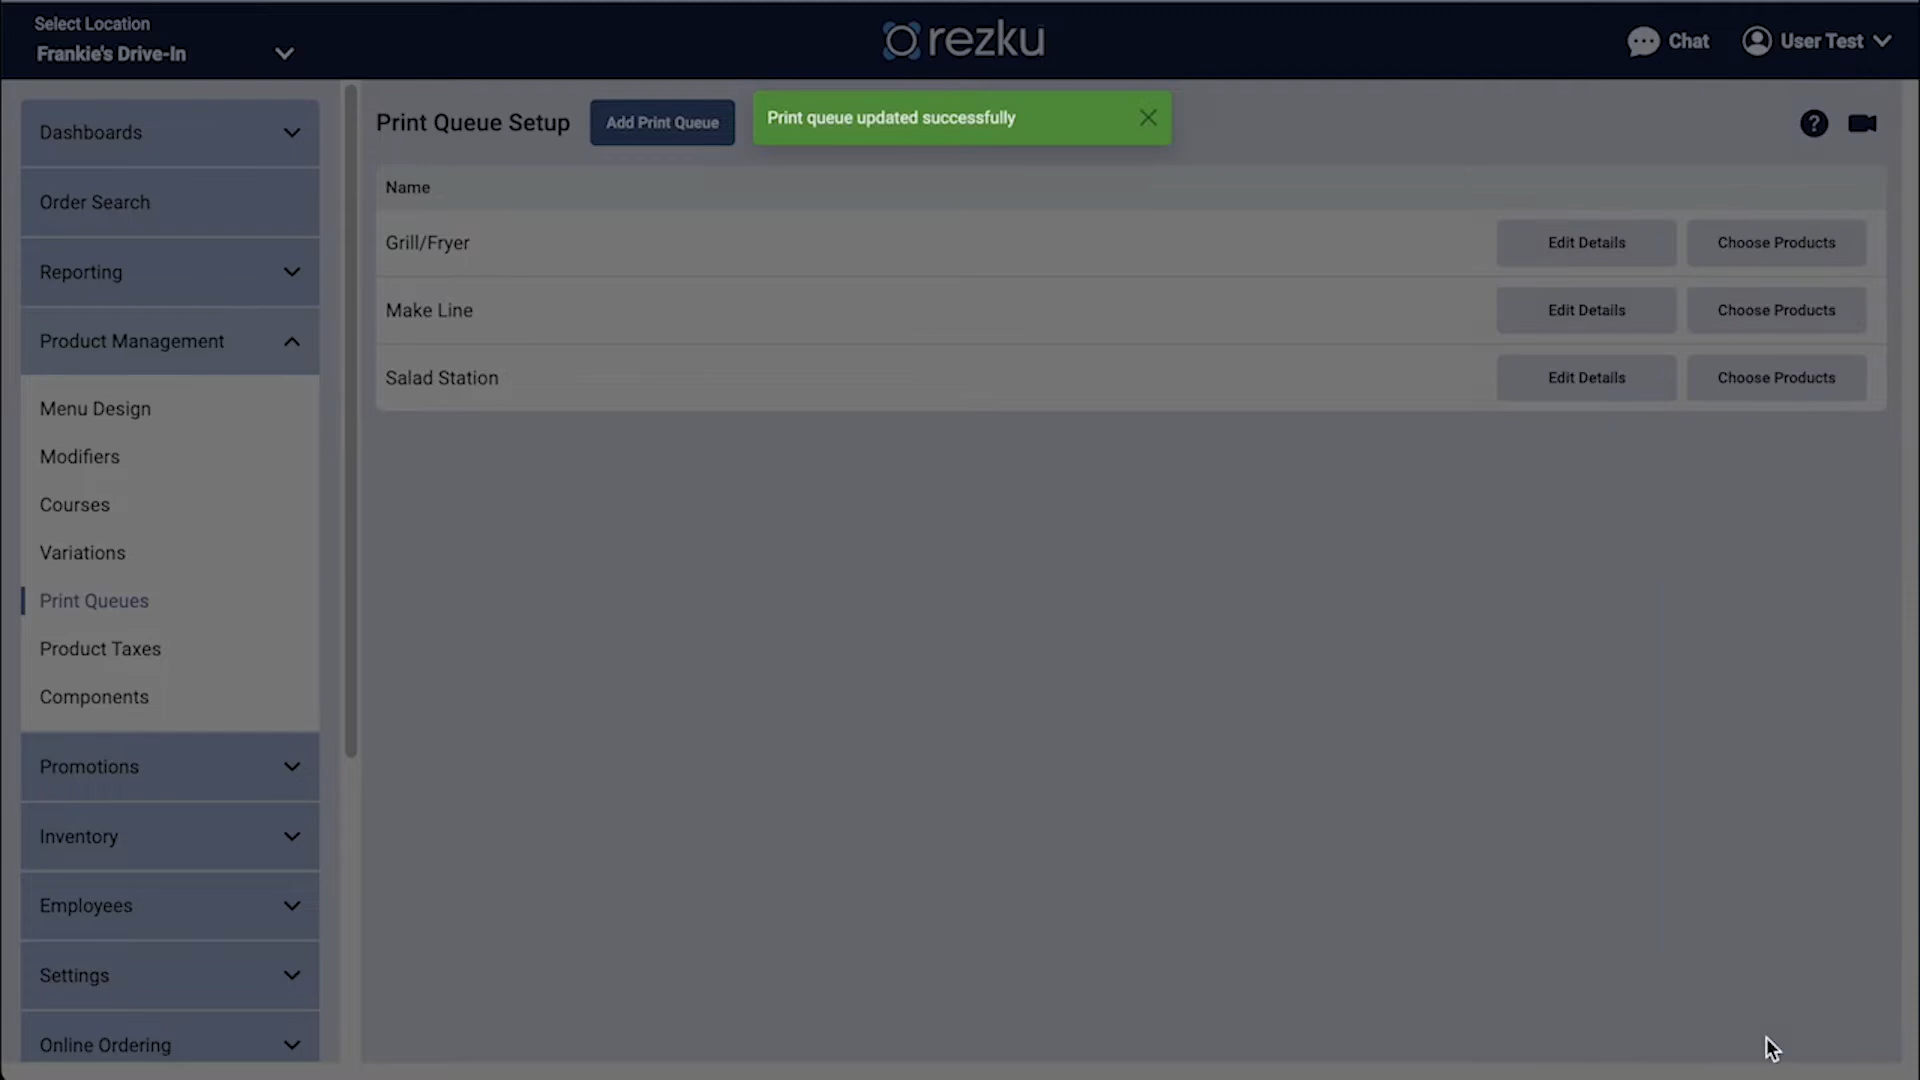 Select Location
Frankie's Drive-In
rezku
Chat
User Test
Dashboards
Order Search
Reporting
Product Management
Menu Design
Modifiers
Courses
Variations
Print Queues
Product Taxes
Components
Promotions
Inventory
Employees
Settings
Online Ordering
Print Queue Setup
Add Print Queue
Print queue updated successfully
?
Name
Grill/Fryer Edit Details Choose Products
Make Line Edit Details Choose Products
Salad Station Edit Details Choose Products